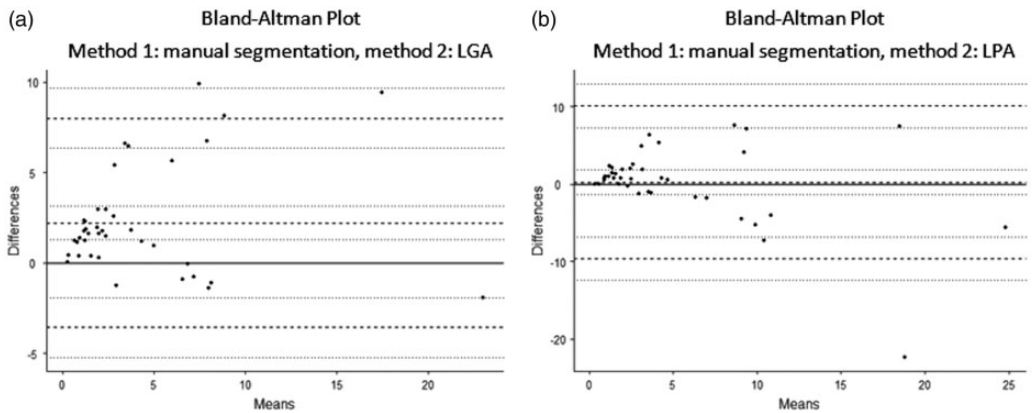 (a)
Bland-Altman Plot
Method 1: manual segmentation, method 2: LGA
10
5
0
-5
Differences
0
5
10
15
20
Means
(b)
Bland-Altman Plot
Method 1: manual segmentation, method 2: LPA
10
0
-10
-20
Differences
0
5
10
15
20
25
Means